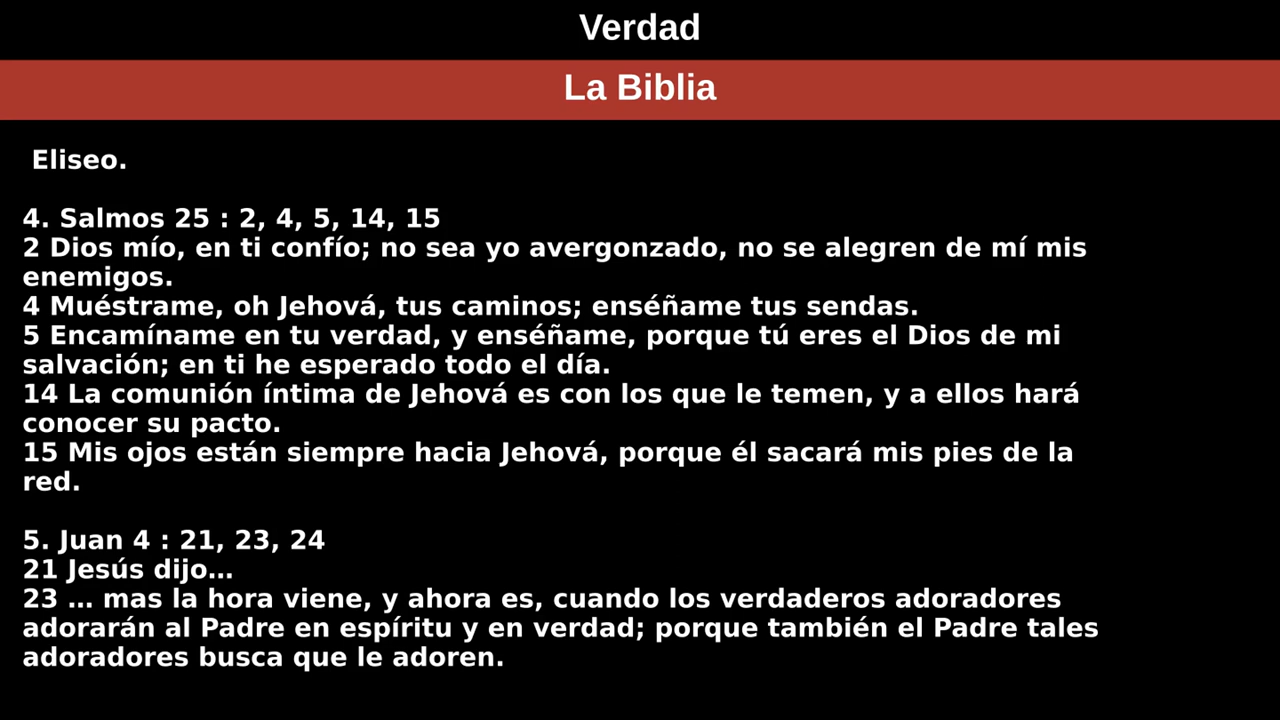 Verdad
La Biblia
Eliseo.
4. Salmos 25 : 2, 4, 5, 14, 15
2 Dios mío, en ti confío; no sea yo avergonzado, no se alegren de mí mis
enemigos.
4 Muéstrame, oh Jehová, tus caminos; enséñame tus sendas.
5 Encamíname en tu verdad, y enséñame, porque tú eres el Dios de mi
salvación; en ti he esperado todo el día.
14 La comunión íntima de Jehová es con los que le temen, y a ellos hará
conocer su pacto.
15 Mis ojos están siempre hacia Jehová, porque él sacará mis pies de la
red.
5. Juan 4 : 21, 23, 24
21 Jesús dijo…
23 … mas la hora viene, y ahora es, cuando los verdaderos adoradores
adorarán al Padre en espíritu y en verdad; porque también el Padre tales
adoradores busca que le adoren.